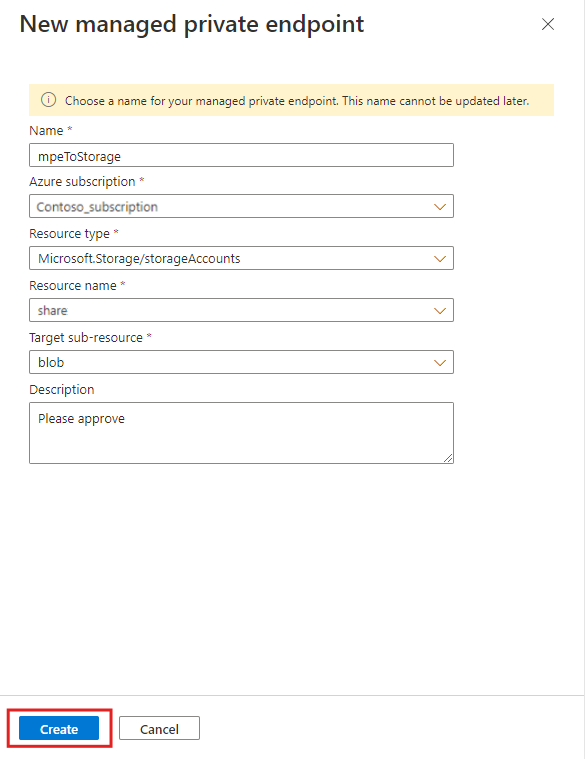 New managed private endpoint
Choose a name for your managed private endpoint. This name cannot be updated later.
Name *
mpeToStorage
Azure subscription *
Contoso_subscription
Resource type *
Microsoft.Storage/storageAccounts
Resource name *
share
Target sub-resource *
blob
Description
Please approve
Create
Cancel